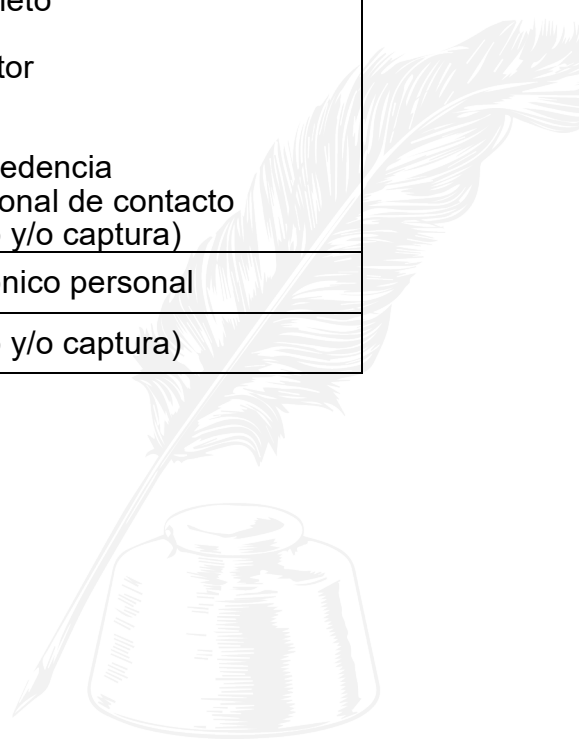 leto
tor
edencia
onal de contacto
y/o captura)
nico personal
y/o captura)